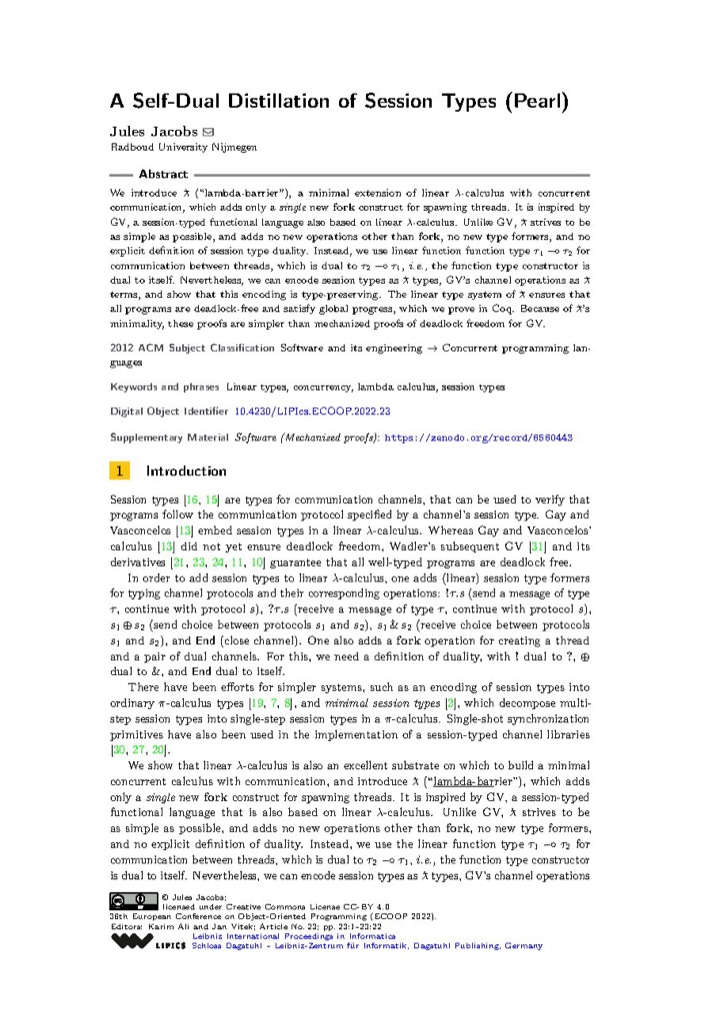 A Self-Dual Distillation of Session Types (Pearl)
Jules Jacobs ✉
Radboud University Nijmegen
Abstract
We introduce ƛ (“lambda-barrier”), a minimal extension of linear λ-calculus with concurrent
communication, which adds only a single new fork construct for spawning threads. It is inspired by
GV, a session-typed functional language also based on linear λ-calculus. Unlike GV, ƛ strives to be
as simple as possible, and adds no new operations other than fork, no new type formers, and no
explicit definition of session type duality. Instead, we use linear function function type τ₁ ⊸ τ₂ for
communication between threads, which is dual to τ₂ ⊸ τ₁, i.e., the function type constructor is
dual to itself. Nevertheless, we can encode session types as ƛ types, GV’s channel operations as ƛ
terms, and show that this encoding is type-preserving. The linear type system of ƛ ensures that
all programs are deadlock-free and satisfy global progress, which we prove in Coq. Because of ƛ’s
minimality, these proofs are simpler than mechanized proofs of deadlock freedom for GV.
2012 ACM Subject Classification Software and its engineering → Concurrent programming lan-
guages
Keywords and phrases Linear types, concurrency, lambda calculus, session types
Digital Object Identifier 10.4230/LIPIcs.ECOOP.2022.23
Supplementary Material Software (Mechanized proofs): https://zenodo.org/record/6560443
1 Introduction
Session types [16, 15] are types for communication channels, that can be used to verify that
programs follow the communication protocol specified by a channel’s session type. Gay and
Vasconcelos [13] embed session types in a linear λ-calculus. Whereas Gay and Vasconcelos’
calculus [13] did not yet ensure deadlock freedom, Wadler’s subsequent GV [31] and its
derivatives [21, 23, 24, 11, 10] guarantee that all well-typed programs are deadlock free.
In order to add session types to linear λ-calculus, one adds (linear) session type formers
for typing channel protocols and their corresponding operations: !τ.s (send a message of type
τ, continue with protocol s), ?τ.s (receive a message of type τ, continue with protocol s),
s₁ ⊕ s₂ (send choice between protocols s₁ and s₂), s₁ & s₂ (receive choice between protocols
s₁ and s₂), and End (close channel). One also adds a fork operation for creating a thread
and a pair of dual channels. For this, we need a definition of duality, with ! dual to ?, ⊕
dual to &, and End dual to itself.
There have been efforts for simpler systems, such as an encoding of session types into
ordinary π-calculus types [19, 7, 8], and minimal session types [2], which decompose multi-
step session types into single-step session types in a π-calculus. Single-shot synchronization
primitives have also been used in the implementation of a session-typed channel libraries
[30, 27, 20].
We show that linear λ-calculus is also an excellent substrate on which to build a minimal
concurrent calculus with communication, and introduce ƛ (“lambda-barrier”), which adds
only a single new fork construct for spawning threads. It is inspired by GV, a session-typed
functional language that is also based on linear λ-calculus. Unlike GV, ƛ strives to be
as simple as possible, and adds no new operations other than fork, no new type formers,
and no explicit definition of duality. Instead, we use the linear function type τ₁ ⊸ τ₂ for
communication between threads, which is dual to τ₂ ⊸ τ₁, i.e., the function type constructor
is dual to itself. Nevertheless, we can encode session types as ƛ types, GV’s channel operations
© Jules Jacobs;
licensed under Creative Commons License CC-BY 4.0
36th European Conference on Object-Oriented Programming (ECOOP 2022).
Editors: Karim Ali and Jan Vitek; Article No. 23; pp. 23:1–23:22
Leibniz International Proceedings in Informatics
LIPICS Schloss Dagstuhl – Leibniz-Zentrum für Informatik, Dagstuhl Publishing, Germany